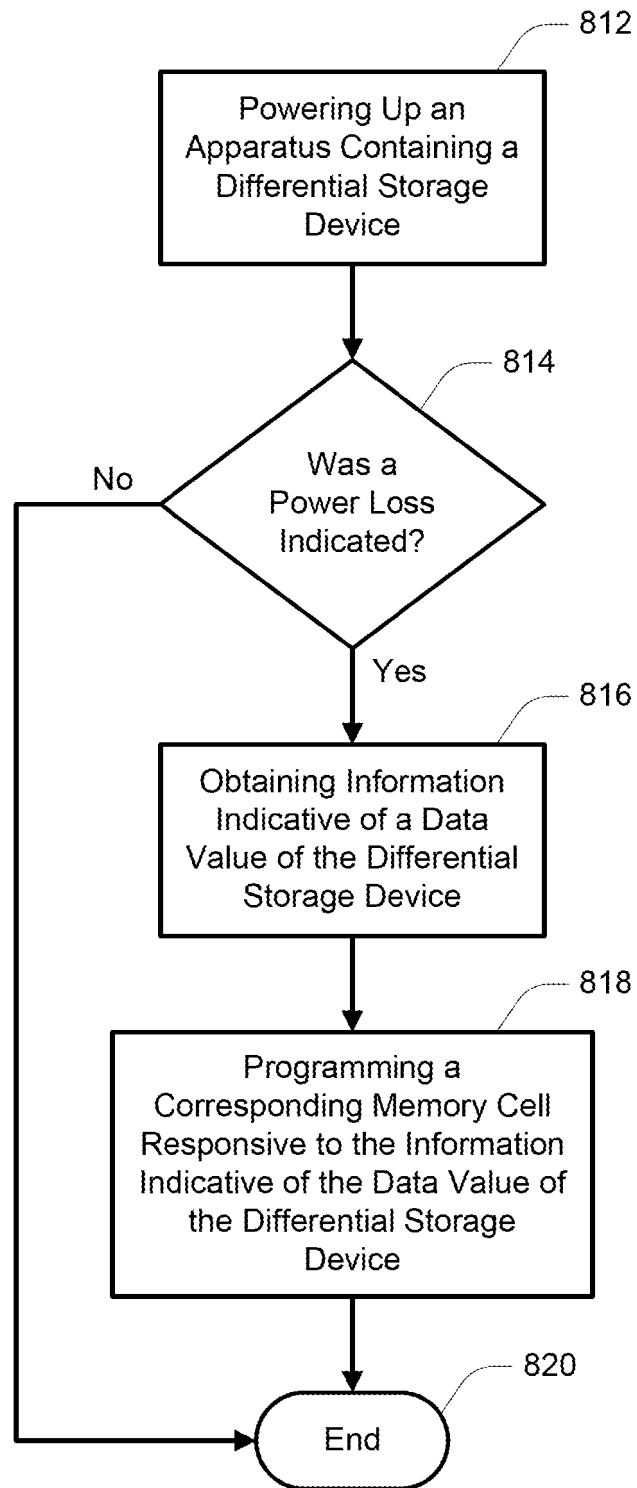 812
Powering Up an
Apparatus Containing a
Differential Storage
Device
814
Was a
Power Loss
Indicated?
No
Yes
816
Obtaining Information
Indicative of a Data
Value of the Differential
Storage Device
818
Programming a
Corresponding Memory Cell
Responsive to the Information
Indicative of the Data Value of
the Differential Storage
Device
820
End